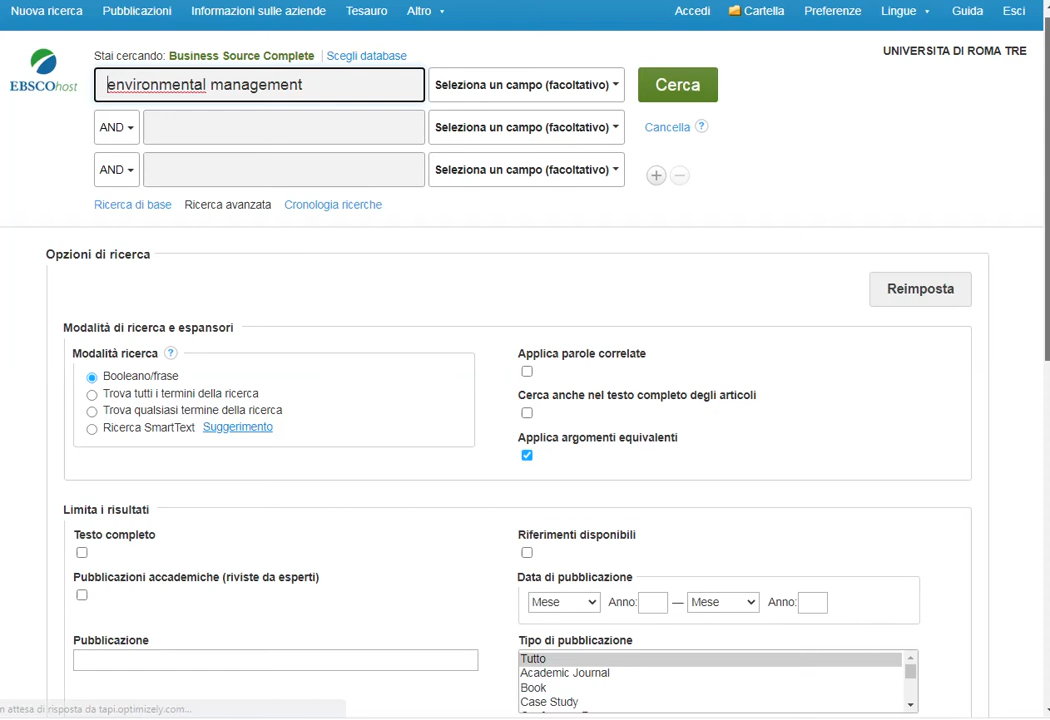 Nuova ricerca Pubblicazioni Informazioni sulle aziende Tesauro Altro Accedi Cartella Preferenze Lingue Guida Esci
EBSCOhost
Stai cercando: Business Source Complete Scegli database
UNIVERSITA DI ROMA TRE
environmental management Seleziona un campo (facoltativo) Cerca
AND Seleziona un campo (facoltativo) Cancella ?
AND Seleziona un campo (facoltativo)
Ricerca di base Ricerca avanzata Cronologia ricerche
Opzioni di ricerca
Reimposta
Modalità di ricerca e espansori
Modalità ricerca ?
Booleano/frase
Trova tutti i termini della ricerca
Trova qualsiasi termine della ricerca
Ricerca SmartText Suggerimento
Applica parole correlate
Cerca anche nel testo completo degli articoli
Applica argomenti equivalenti
Limita i risultati
Testo completo
Riferimenti disponibili
Pubblicazioni accademiche (riviste da esperti)
Data di pubblicazione
Mese Anno: — Mese Anno:
Pubblicazione
Tipo di pubblicazione
Tutto
Academic Journal
Book
Case Study
n attesa di risposta da tapi.optimizely.com...